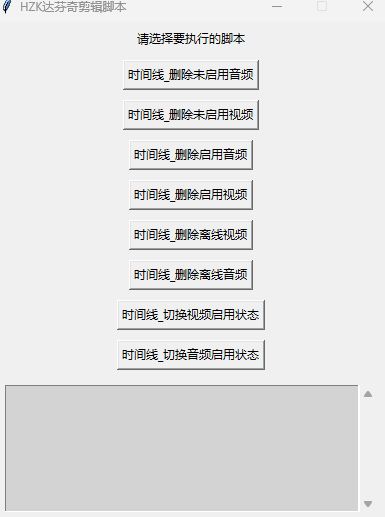 HZK达芬奇剪辑脚本
请选择要执行的脚本
时间线_删除未启用音频
时间线_删除未启用视频
时间线_删除启用音频
时间线_删除启用视频
时间线_删除离线视频
时间线_删除离线音频
时间线_切换视频启用状态
时间线_切换音频启用状态